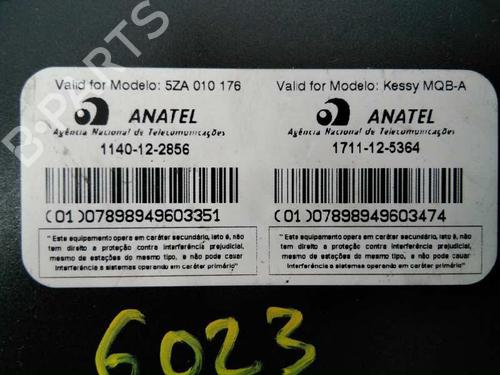 Valid for Modelo: 5ZA 010 176
ANATEL
Agência Nacional de Telecomunicações
1140-12-2856
(01)07898949603351
"Este equipamento opera em caráter secundário, isto é, não
tem direito a proteção contra interferência prejudicial,
mesmo de estações do mesmo tipo, e não pode causar
interferência a sistemas operando em caráter primário"
Valid for Modelo: Kessy MQB-A
ANATEL
Agência Nacional de Telecomunicações
1711-12-5364
(01)07898949603474
"Este equipamento opera em caráter secundário, isto é, não
tem direito a proteção contra interferência prejudicial,
mesmo de estações do mesmo tipo, e não pode causar
interferência a sistemas operando em caráter primário"
6023
B-PARTS